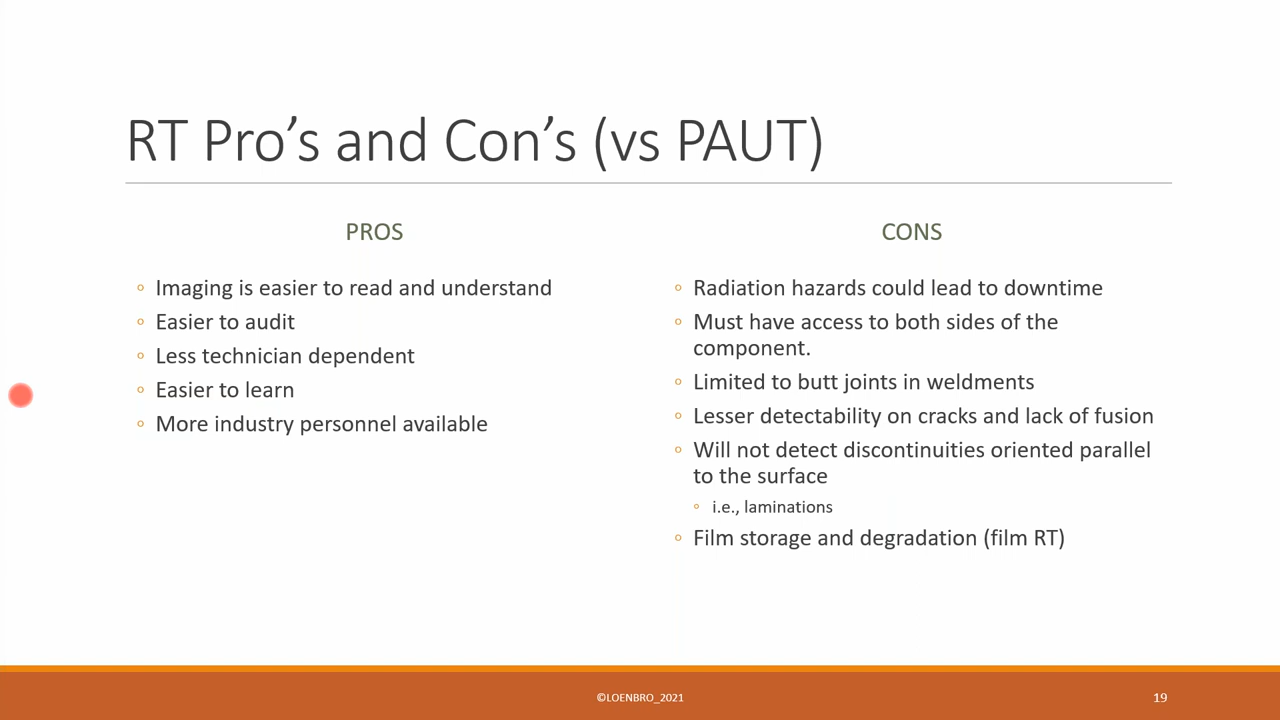 RT Pro’s and Con’s (vs PAUT)
PROS
Imaging is easier to read and understand
Easier to audit
Less technician dependent
Easier to learn
More industry personnel available
CONS
Radiation hazards could lead to downtime
Must have access to both sides of the
component.
Limited to butt joints in weldments
Lesser detectability on cracks and lack of fusion
Will not detect discontinuities oriented parallel
to the surface
i.e., laminations
Film storage and degradation (film RT)
©LOENBRO_2021
19